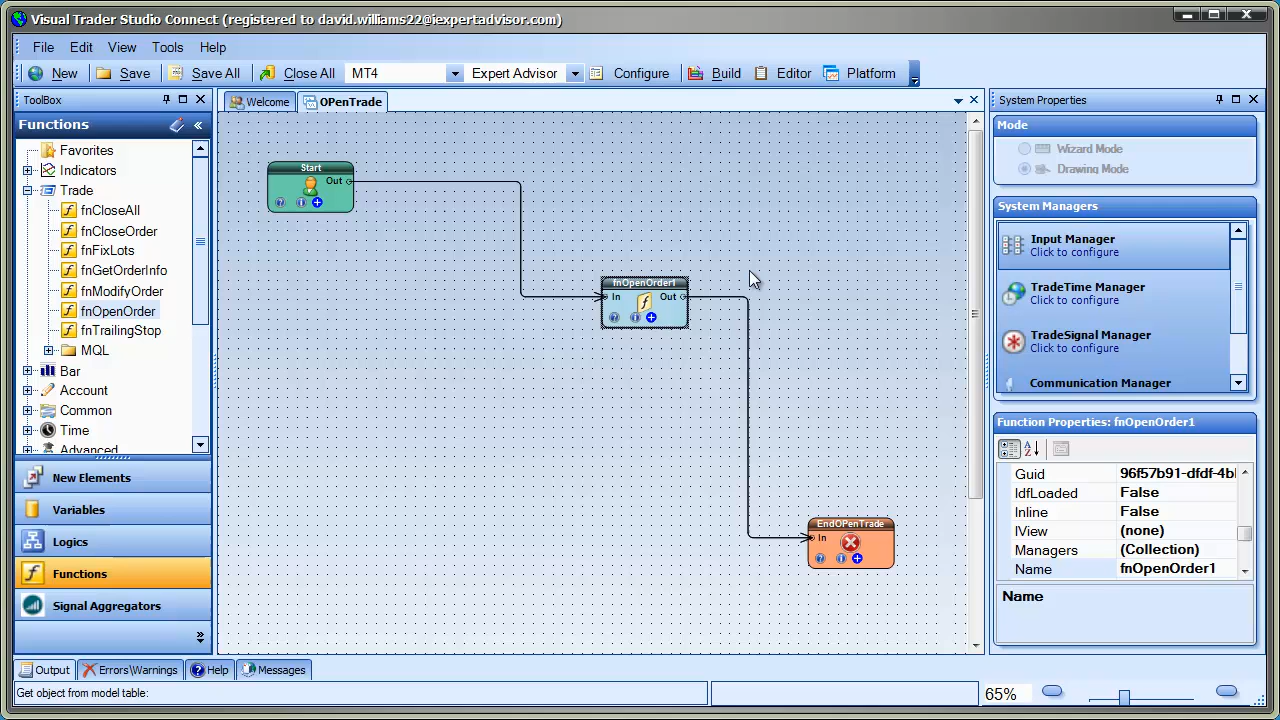 Visual Trader Studio Connect (registered to david.williams22@iexpertadvisor.com)
File Edit View Tools Help
New Save Save All Close All MT4 Expert Advisor Configure Build Editor Platform
ToolBox
Functions
Favorites
Indicators
Trade
fnCloseAll
fnCloseOrder
fnFixLots
fnGetOrderInfo
fnModifyOrder
fnOpenOrder
fnTrailingStop
MQL
Bar
Account
Common
Time
Advanced
New Elements
Variables
Logics
Functions
Signal Aggregators
Welcome OPenTrade
Start
Out
fnOpenOrder1
In Out
EndOPenTrade
In
System Properties
Mode
Wizard Mode
Drawing Mode
System Managers
Input Manager
Click to configure
TradeTime Manager
Click to configure
TradeSignal Manager
Click to configure
Communication Manager
Function Properties: fnOpenOrder1
Guid 96f57b91-dfdf-4b
IdfLoaded False
Inline False
IView (none)
Managers (Collection)
Name fnOpenOrder1
Name
Output Errors\Warnings Help Messages
Get object from model table:
65%